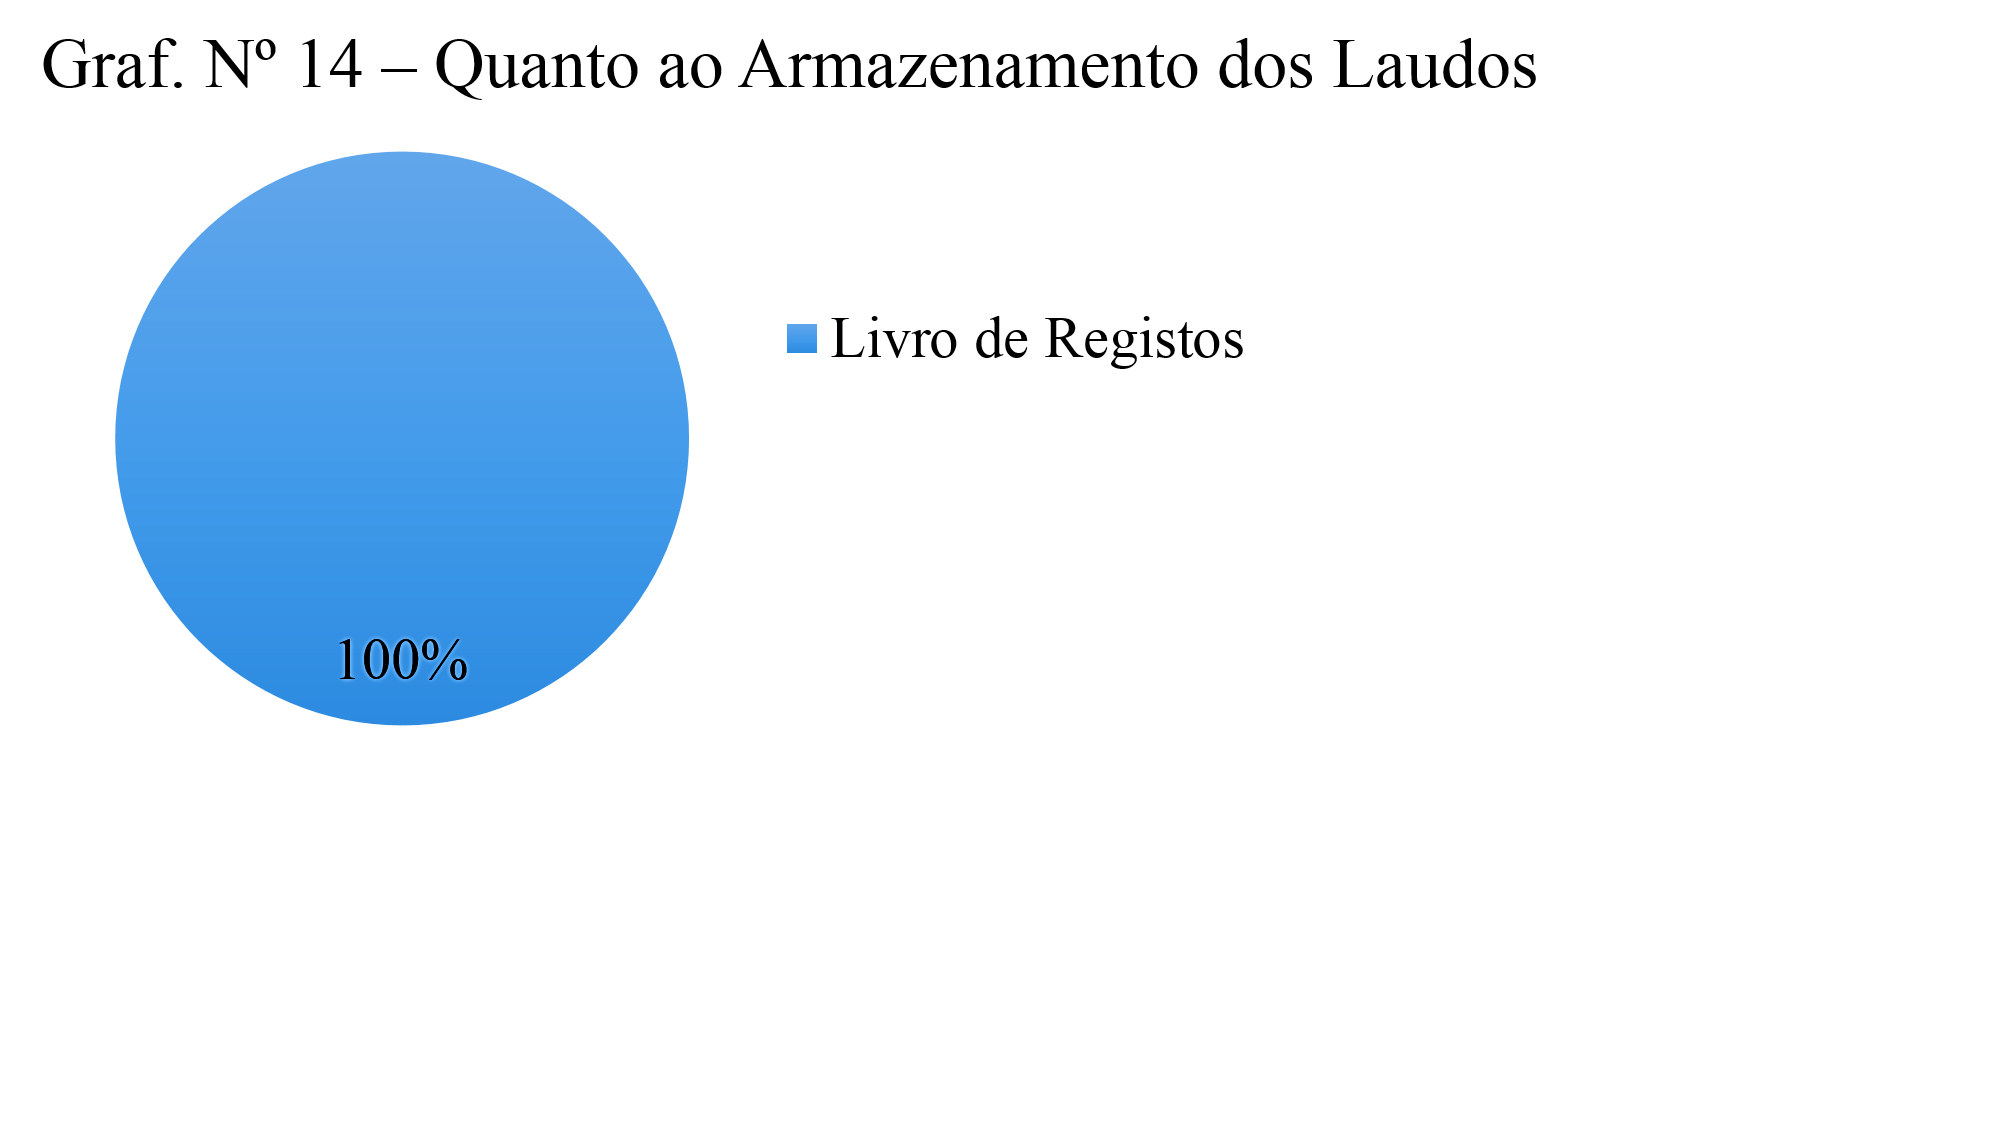 Graf. Nº 14 – Quanto ao Armazenamento dos Laudos
Livro de Registos
100%